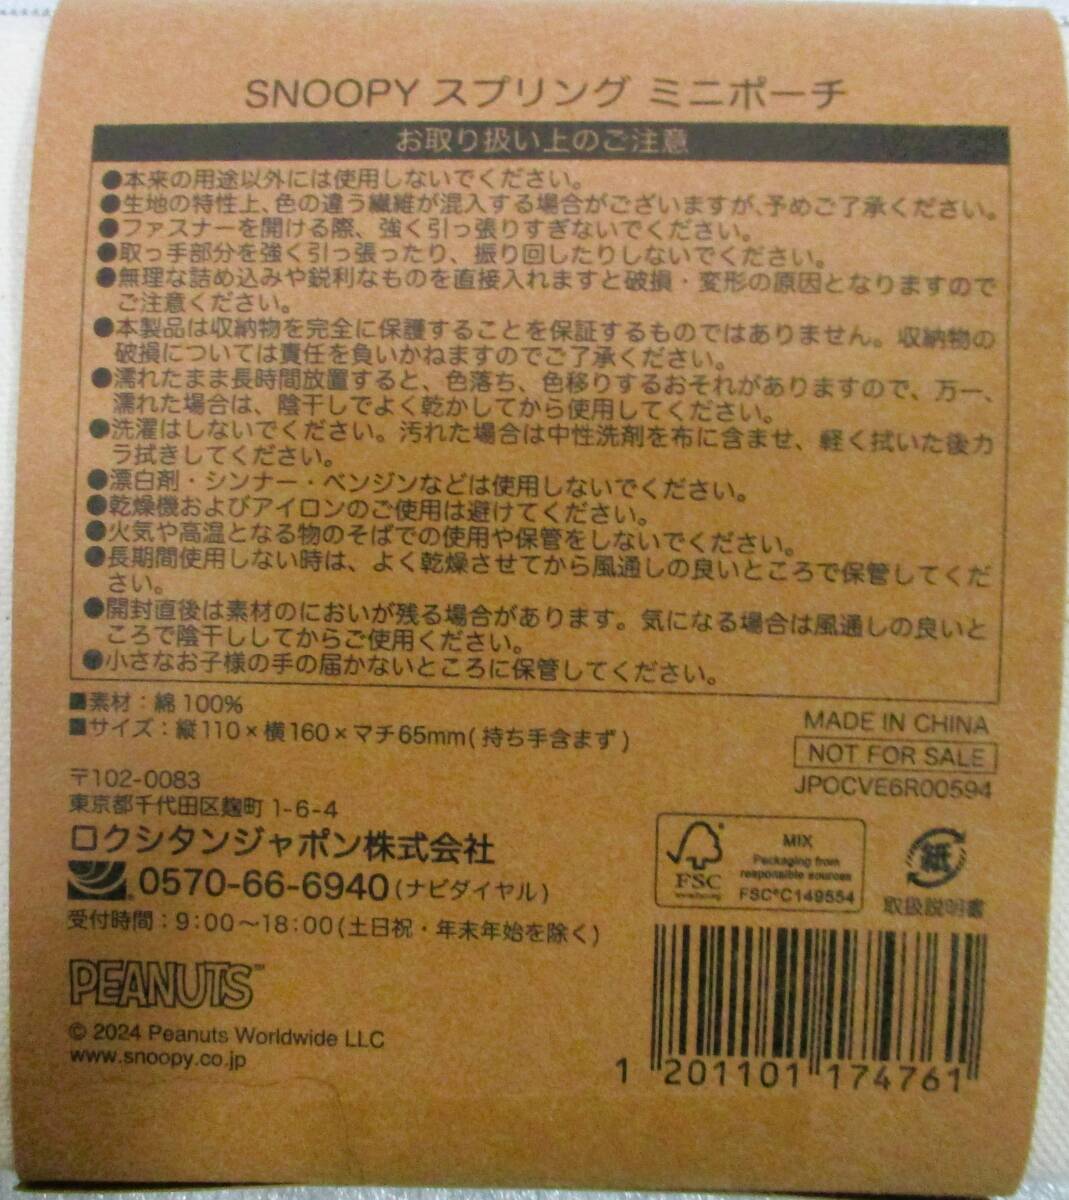 SNOOPY スプリング ミニポーチ
お取り扱い上のご注意
●本来の用途以外には使用しないでください。
●生地の特性上、色の違う繊維が混入する場合がございますが、予めご了承ください。
●ファスナーを開ける際、強く引っ張りすぎないでください。
●取っ手部分を強く引っ張ったり、振り回したりしないでください。
●無理な詰め込みや鋭利なものを直接入れますと破損・変形の原因となりますので
ご注意ください。
●本製品は収納物を完全に保護することを保証するものではありません。収納物の
破損については責任を負いかねますのでご了承ください。
●濡れたまま長時間放置すると、色落ち、色移りするおそれがありますので、万一、
濡れた場合は、陰干しでよく乾かしてから使用してください。
●洗濯はしないでください。汚れた場合は中性洗剤を布に含ませ、軽く拭いた後カ
ラ拭きしてください。
●漂白剤・シンナー・ベンジンなどは使用しないでください。
●乾燥機およびアイロンのご使用は避けてください。
●火気や高温となる物のそばでの使用や保管をしないでください。
●長期間使用しない時は、よく乾燥させてから風通しの良いところで保管してくだ
さい。
●開封直後は素材のにおいが残る場合があります。気になる場合は風通しの良いと
ころで陰干ししてからご使用ください。
●小さなお子様の手の届かないところに保管してください。
■素材：綿100%
■サイズ：縦110×横160×マチ65mm(持ち手含まず)
MADE IN CHINA
NOT FOR SALE
JPOCVE6R00594
〒102-0083
東京都千代田区麹町 1-6-4
ロクシタンジャポン株式会社
0570-66-6940(ナビダイヤル)
受付時間：9:00〜18:00(土日祝・年末年始を除く)
FSC
www.fsc.org
MIX
Packaging from
responsible sources
FSC® C149554
紙
取扱説明書
PEANUTS™
© 2024 Peanuts Worldwide LLC
www.snoopy.co.jp
1 201101 174761